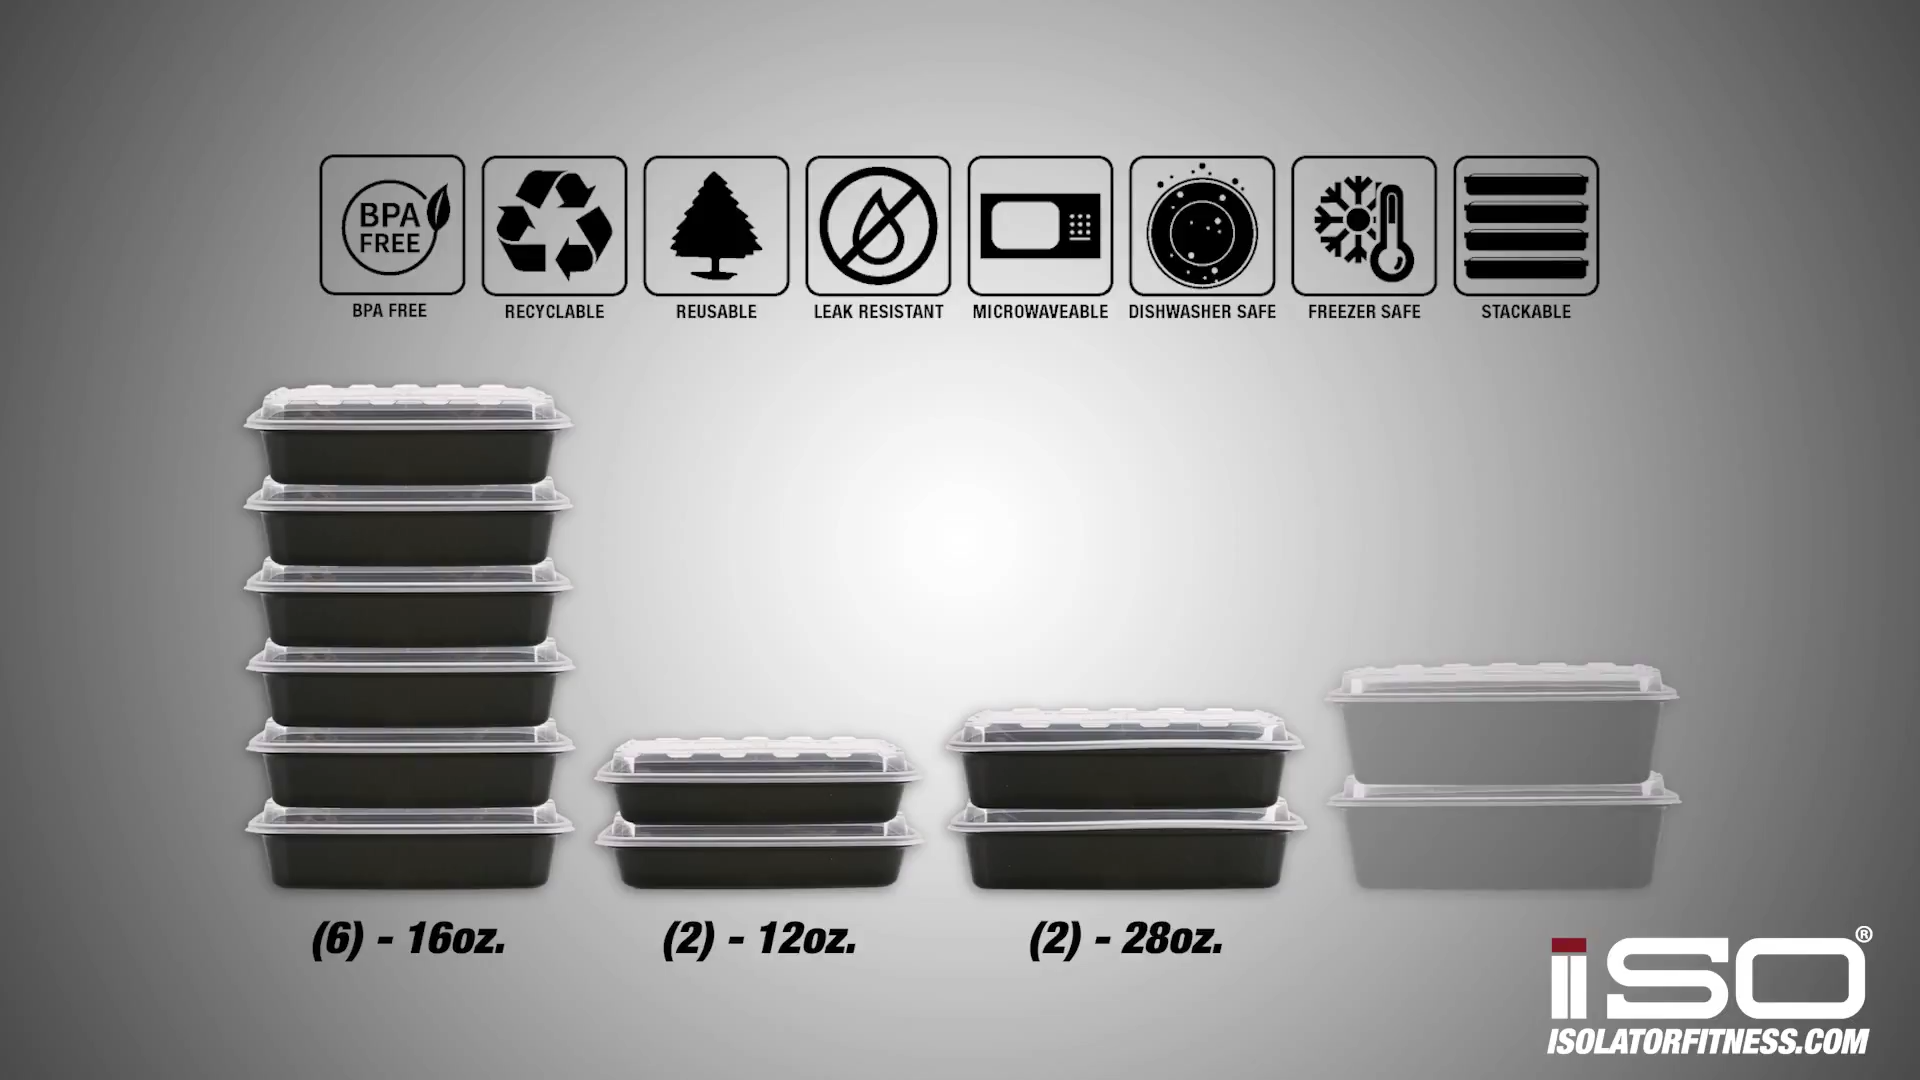 BPA
FREE
BPA FREE
RECYCLABLE
REUSABLE
LEAK RESISTANT
MICROWAVEABLE
DISHWASHER SAFE
FREEZER SAFE
STACKABLE
(6) - 16oz.
(2) - 12oz.
(2) - 28oz.
iSO®
ISOLATORFITNESS.COM